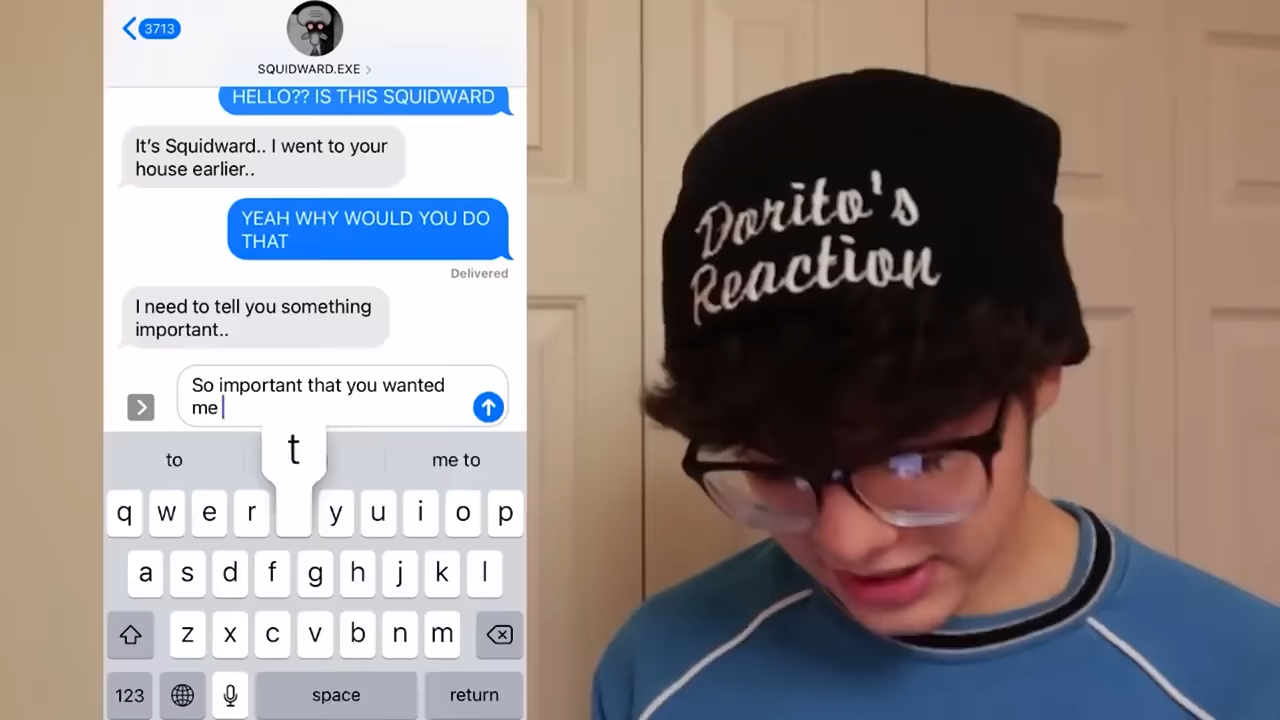 3713
SQUIDWARD.EXE
HELLO?? IS THIS SQUIDWARD
It's Squidward.. I went to your
house earlier..
YEAH WHY WOULD YOU DO
THAT
Delivered
I need to tell you something
important..
So important that you wanted
me
t
to
me to
q w e r y u i o p
a s d f g h j k l
z x c v b n m
123
space
return
Dorito's
Reaction